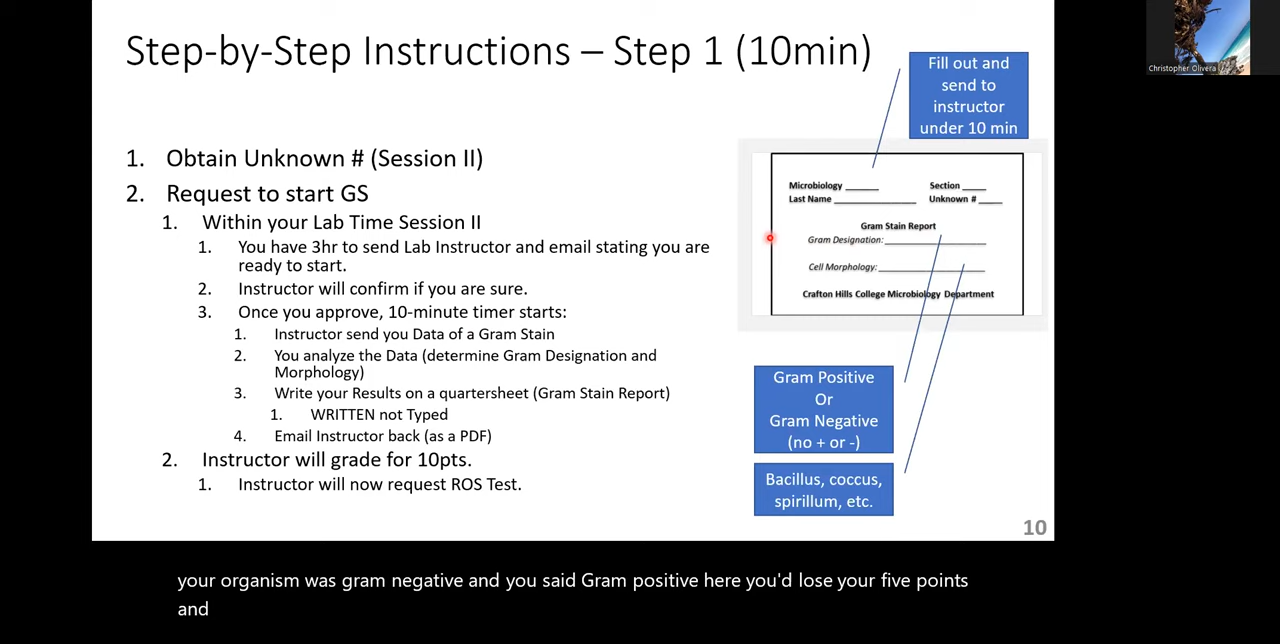 Step-by-Step Instructions – Step 1 (10min)
Fill out and
send to
instructor
under 10 min
Christopher Olivera
1. Obtain Unknown # (Session II)
2. Request to start GS
1. Within your Lab Time Session II
1. You have 3hr to send Lab Instructor and email stating you are
ready to start.
2. Instructor will confirm if you are sure.
3. Once you approve, 10-minute timer starts:
1. Instructor send you Data of a Gram Stain
2. You analyze the Data (determine Gram Designation and
Morphology)
3. Write your Results on a quartersheet (Gram Stain Report)
1. WRITTEN not Typed
4. Email Instructor back (as a PDF)
2. Instructor will grade for 10pts.
1. Instructor will now request ROS Test.
Microbiology _______ Section _____
Last Name _________________ Unknown # _____
Gram Stain Report
Gram Designation:_____________________
Cell Morphology:______________________
Crafton Hills College Microbiology Department
Gram Positive
Or
Gram Negative
(no + or -)
Bacillus, coccus,
spirillum, etc.
10
your organism was gram negative and you said Gram positive here you'd lose your five points
and